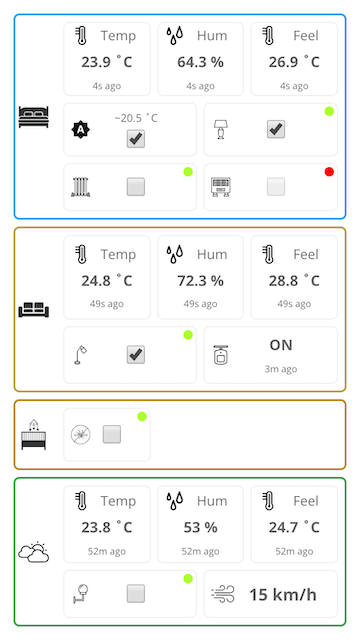 Temp Hum Feel
23.9 °C 64.3 % 26.9 °C
4s ago 4s ago 4s ago
A ~20.5 °C
Temp Hum Feel
24.8 °C 72.3 % 28.8 °C
49s ago 49s ago 49s ago
ON
3m ago
Temp Hum Feel
23.8 °C 53 % 24.7 °C
52m ago 52m ago 52m ago
15 km/h